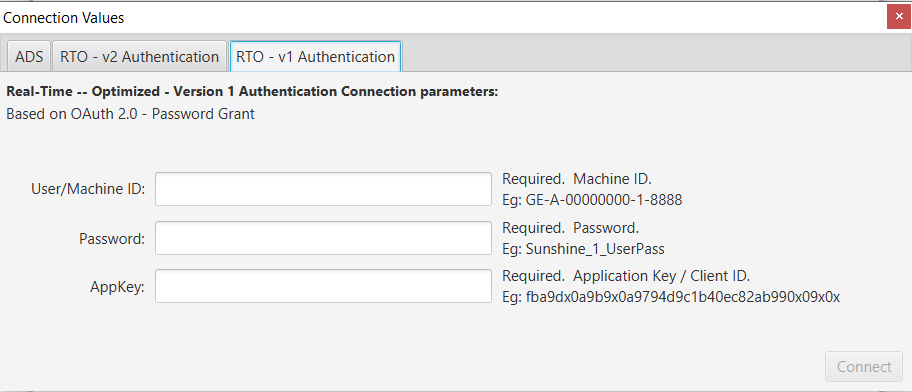 Connection Values
ADS
RTO - v2 Authentication
RTO - v1 Authentication
Real-Time -- Optimized - Version 1 Authentication Connection parameters:
Based on OAuth 2.0 - Password Grant
User/Machine ID:
Required.  Machine ID.
Eg: GE-A-00000000-1-8888
Password:
Required.  Password.
Eg: Sunshine_1_UserPass
AppKey:
Required.  Application Key / Client ID.
Eg: fba9dx0a9b9x0a9794d9c1b40ec82ab990x09x0x
Connect